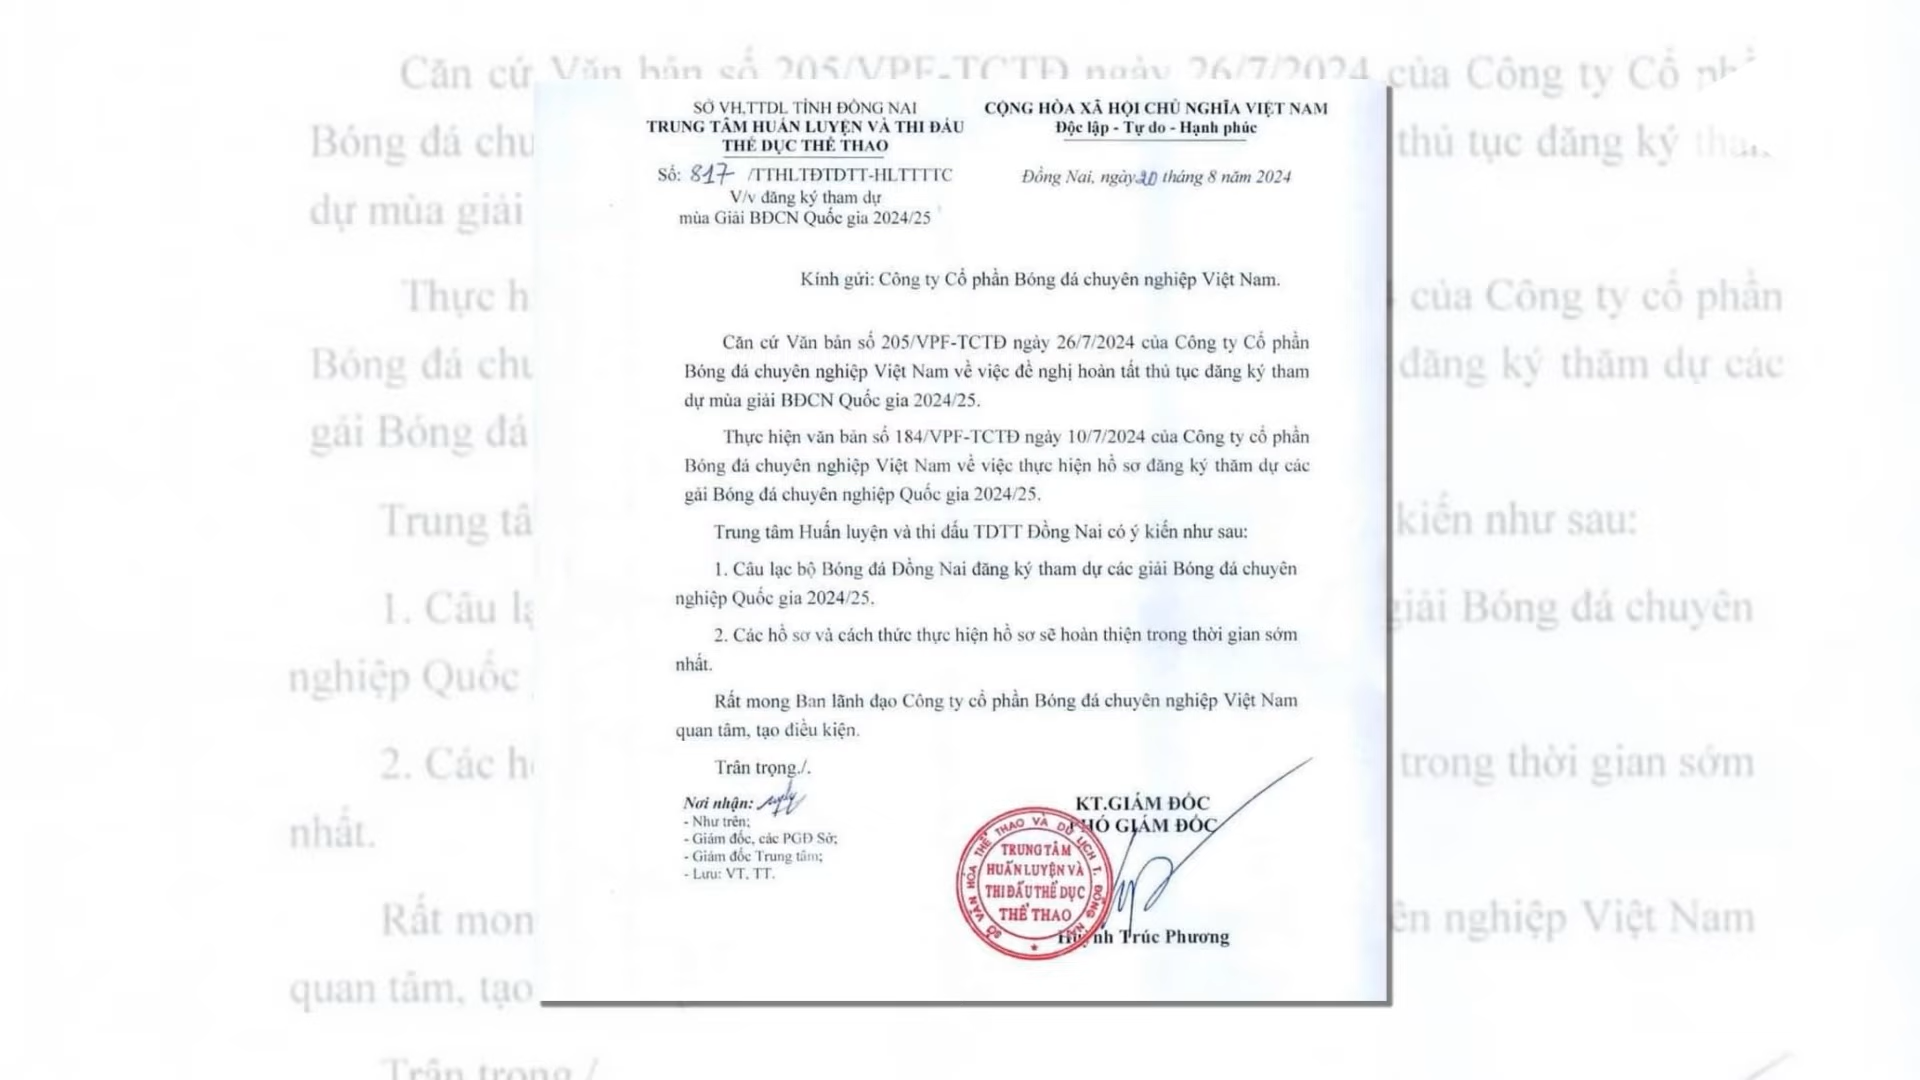 SỞ VH,TTDL TỈNH ĐỒNG NAI
TRUNG TÂM HUẤN LUYỆN VÀ THI ĐẤU
THỂ DỤC THỂ THAO
Số: 817 /TTHLTĐTDTT-HLTTTTC
V/v đăng ký tham dự
mùa Giải BĐCN Quốc gia 2024/25
CỘNG HÒA XÃ HỘI CHỦ NGHĨA VIỆT NAM
Độc lập - Tự do - Hạnh phúc
Đồng Nai, ngày 20 tháng 8 năm 2024
Kính gửi: Công ty Cổ phần Bóng đá chuyên nghiệp Việt Nam.
Căn cứ Văn bản số 205/VPF-TCTĐ ngày 26/7/2024 của Công ty Cổ phần
Bóng đá chuyên nghiệp Việt Nam về việc đề nghị hoàn tất thủ tục đăng ký tham
dự mùa giải BĐCN Quốc gia 2024/25.
Thực hiện văn bản số 184/VPF-TCTĐ ngày 10/7/2024 của Công ty cổ phần
Bóng đá chuyên nghiệp Việt Nam về việc thực hiện hồ sơ đăng ký thăm dự các
gải Bóng đá chuyên nghiệp Quốc gia 2024/25.
Trung tâm Huấn luyện và thi đấu TDTT Đồng Nai có ý kiến như sau:
1. Câu lạc bộ Bóng đá Đồng Nai đăng ký tham dự các giải Bóng đá chuyên
nghiệp Quốc gia 2024/25.
2. Các hồ sơ và cách thức thực hiện hồ sơ sẽ hoàn thiện trong thời gian sớm
nhất.
Rất mong Ban lãnh đạo Công ty cổ phần Bóng đá chuyên nghiệp Việt Nam
quan tâm, tạo điều kiện.
Trân trọng./.
Nơi nhận:
- Như trên;
- Giám đốc, các PGĐ Sở;
- Giám đốc Trung tâm;
- Lưu: VT, TT.
KT.GIÁM ĐỐC
PHÓ GIÁM ĐỐC
SỞ VĂN HÓA THỂ THAO VÀ DU LỊCH T. ĐỒNG NAI
TRUNG TÂM
HUẤN LUYỆN VÀ
THI ĐẤU THỂ DỤC
THỂ THAO
Huỳnh Trúc Phương